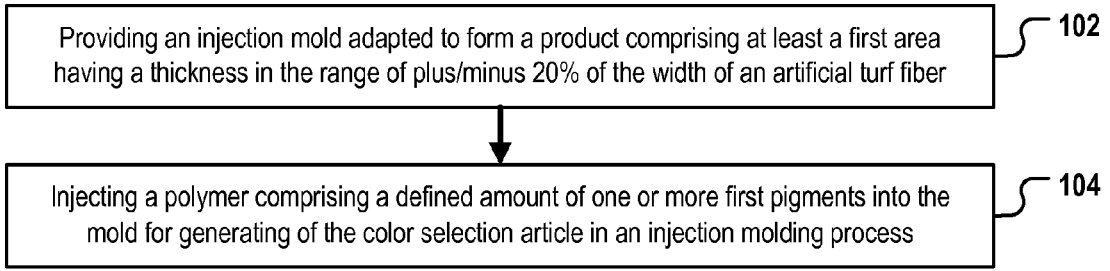 Providing an injection mold adapted to form a product comprising at least a first area
having a thickness in the range of plus/minus 20% of the width of an artificial turf fiber
102
Injecting a polymer comprising a defined amount of one or more first pigments into the
mold for generating of the color selection article in an injection molding process
104